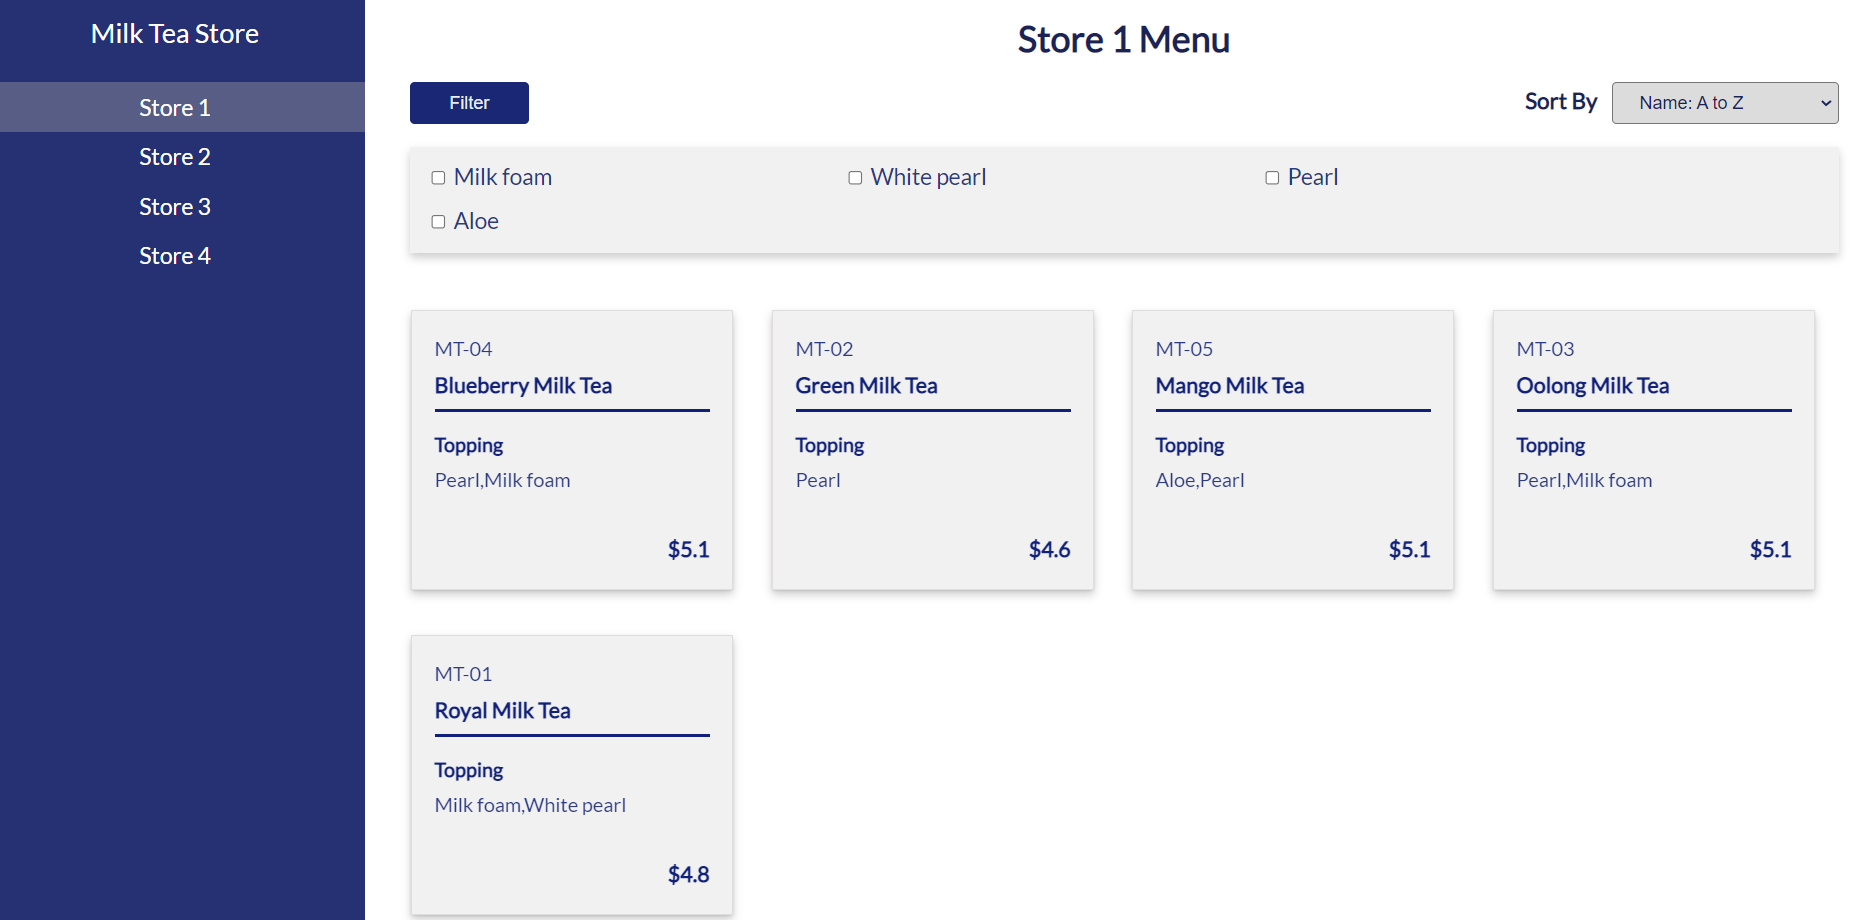 Milk Tea Store
Store 1
Store 2
Store 3
Store 4
Store 1 Menu
Filter
Sort By
Name: A to Z
Milk foam
White pearl
Pearl
Aloe
MT-04
Blueberry Milk Tea
Topping
Pearl,Milk foam
$5.1
MT-02
Green Milk Tea
Topping
Pearl
$4.6
MT-05
Mango Milk Tea
Topping
Aloe,Pearl
$5.1
MT-03
Oolong Milk Tea
Topping
Pearl,Milk foam
$5.1
MT-01
Royal Milk Tea
Topping
Milk foam,White pearl
$4.8